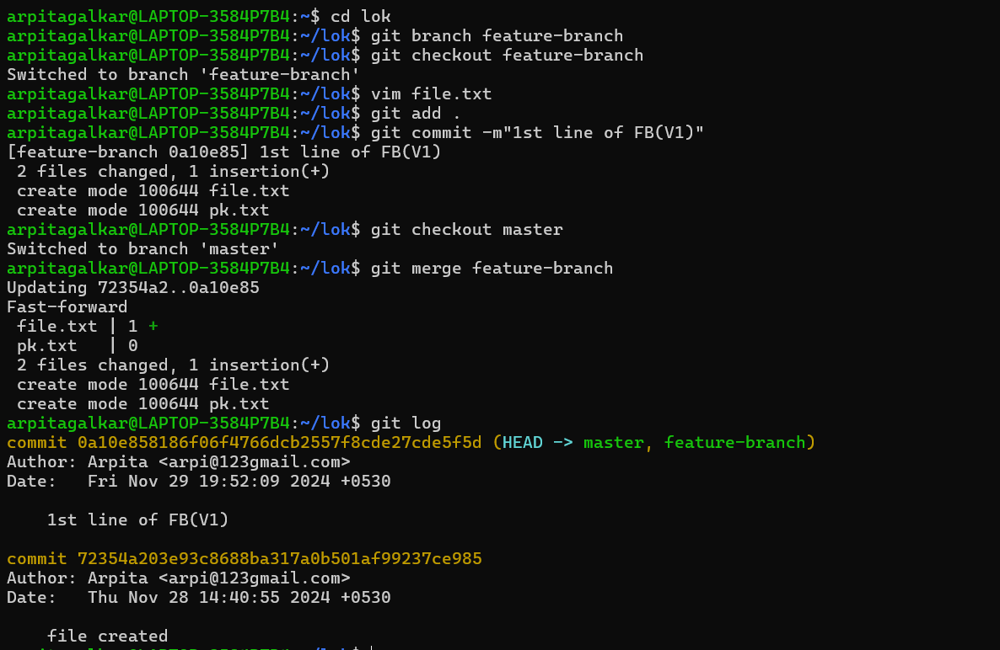 arpitagalkar@LAPTOP-3584P7B4:~$ cd lok
arpitagalkar@LAPTOP-3584P7B4:~/lok$ git branch feature-branch
arpitagalkar@LAPTOP-3584P7B4:~/lok$ git checkout feature-branch
Switched to branch 'feature-branch'
arpitagalkar@LAPTOP-3584P7B4:~/lok$ vim file.txt
arpitagalkar@LAPTOP-3584P7B4:~/lok$ git add .
arpitagalkar@LAPTOP-3584P7B4:~/lok$ git commit -m"1st line of FB(V1)"
[feature-branch 0a10e85] 1st line of FB(V1)
 2 files changed, 1 insertion(+)
 create mode 100644 file.txt
 create mode 100644 pk.txt
arpitagalkar@LAPTOP-3584P7B4:~/lok$ git checkout master
Switched to branch 'master'
arpitagalkar@LAPTOP-3584P7B4:~/lok$ git merge feature-branch
Updating 72354a2..0a10e85
Fast-forward
 file.txt | 1 +
 pk.txt   | 0
 2 files changed, 1 insertion(+)
 create mode 100644 file.txt
 create mode 100644 pk.txt
arpitagalkar@LAPTOP-3584P7B4:~/lok$ git log
commit 0a10e858186f06f4766dcb2557f8cde27cde5f5d (HEAD -> master, feature-branch)
Author: Arpita <arpi@123gmail.com>
Date:   Fri Nov 29 19:52:09 2024 +0530

    1st line of FB(V1)

commit 72354a203e93c8688ba317a0b501af99237ce985
Author: Arpita <arpi@123gmail.com>
Date:   Thu Nov 28 14:40:55 2024 +0530

    file created